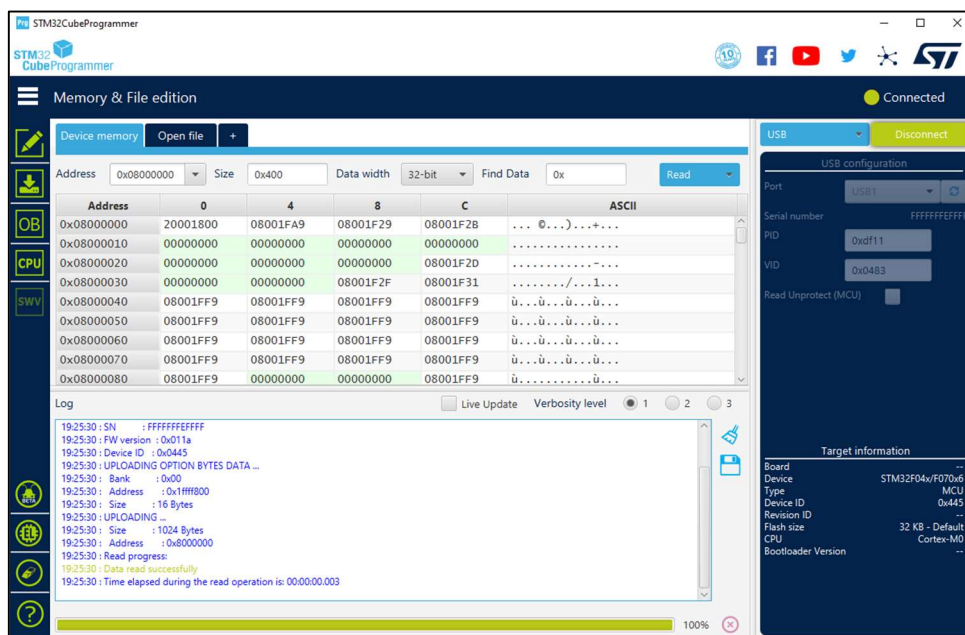 Prg STM32CubeProgrammer
STM32
CubeProgrammer
10
Memory & File edition
Connected
Device memory Open file +
Address 0x08000000 Size 0x400 Data width 32-bit Find Data 0x Read
Address 0 4 8 C ASCII
0x08000000 20001800 08001FA9 08001F29 08001F2B ... ©...)...+...
0x08000010 00000000 00000000 00000000 00000000 ................
0x08000020 00000000 00000000 00000000 08001F2D ............-...
0x08000030 00000000 00000000 08001F2F 08001F31 ......../...1...
0x08000040 08001FF9 08001FF9 08001FF9 08001FF9 ù...ù...ù...ù...
0x08000050 08001FF9 08001FF9 08001FF9 08001FF9 ù...ù...ù...ù...
0x08000060 08001FF9 08001FF9 08001FF9 08001FF9 ù...ù...ù...ù...
0x08000070 08001FF9 08001FF9 08001FF9 08001FF9 ù...ù...ù...ù...
0x08000080 08001FF9 00000000 00000000 08001FF9 ù...........ù...
Log Live Update Verbosity level 1 2 3
19:25:30 : SN : FFFFFFFEFFFF
19:25:30 : FW version : 0x011a
19:25:30 : Device ID : 0x0445
19:25:30 : UPLOADING OPTION BYTES DATA ...
19:25:30 : Bank : 0x00
19:25:30 : Address : 0x1ffff800
19:25:30 : Size : 16 Bytes
19:25:30 : UPLOADING ...
19:25:30 : Size : 1024 Bytes
19:25:30 : Address : 0x8000000
19:25:30 : Read progress:
19:25:30 : Data read successfully
19:25:30 : Time elapsed during the read operation is: 00:00:00.003
100%
OB
CPU
SWV
BETA
?
USB Disconnect
USB configuration
Port USB1
Serial number FFFFFFFEFFFF
PID 0xdf11
VID 0x0483
Read Unprotect (MCU)
Target information
Board --
Device STM32F04x/F070x6
Type MCU
Device ID 0x445
Revision ID --
Flash size 32 KB - Default
CPU Cortex-M0
Bootloader Version --